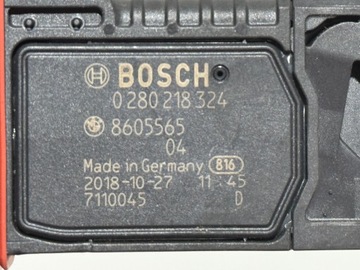 BOSCH
0 280 218 324
8605565
04
Made in Germany 816
2018-10-27 11:45
7110045 D